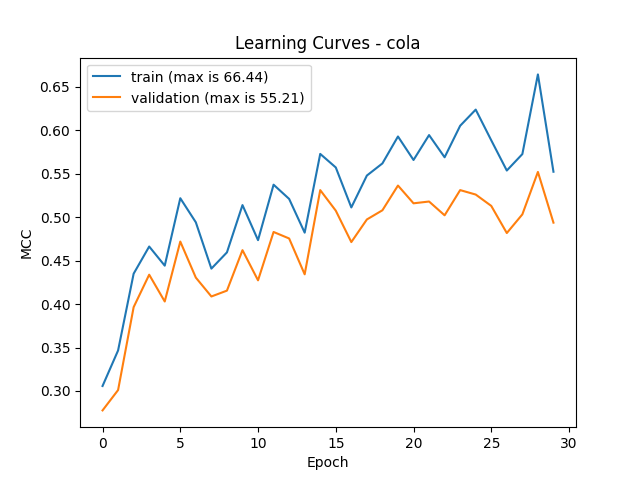 Learning Curves - cola
train (max is 66.44)
validation (max is 55.21)
MCC
0.65
0.60
0.55
0.50
0.45
0.40
0.35
0.30
0 5 10 15 20 25 30
Epoch